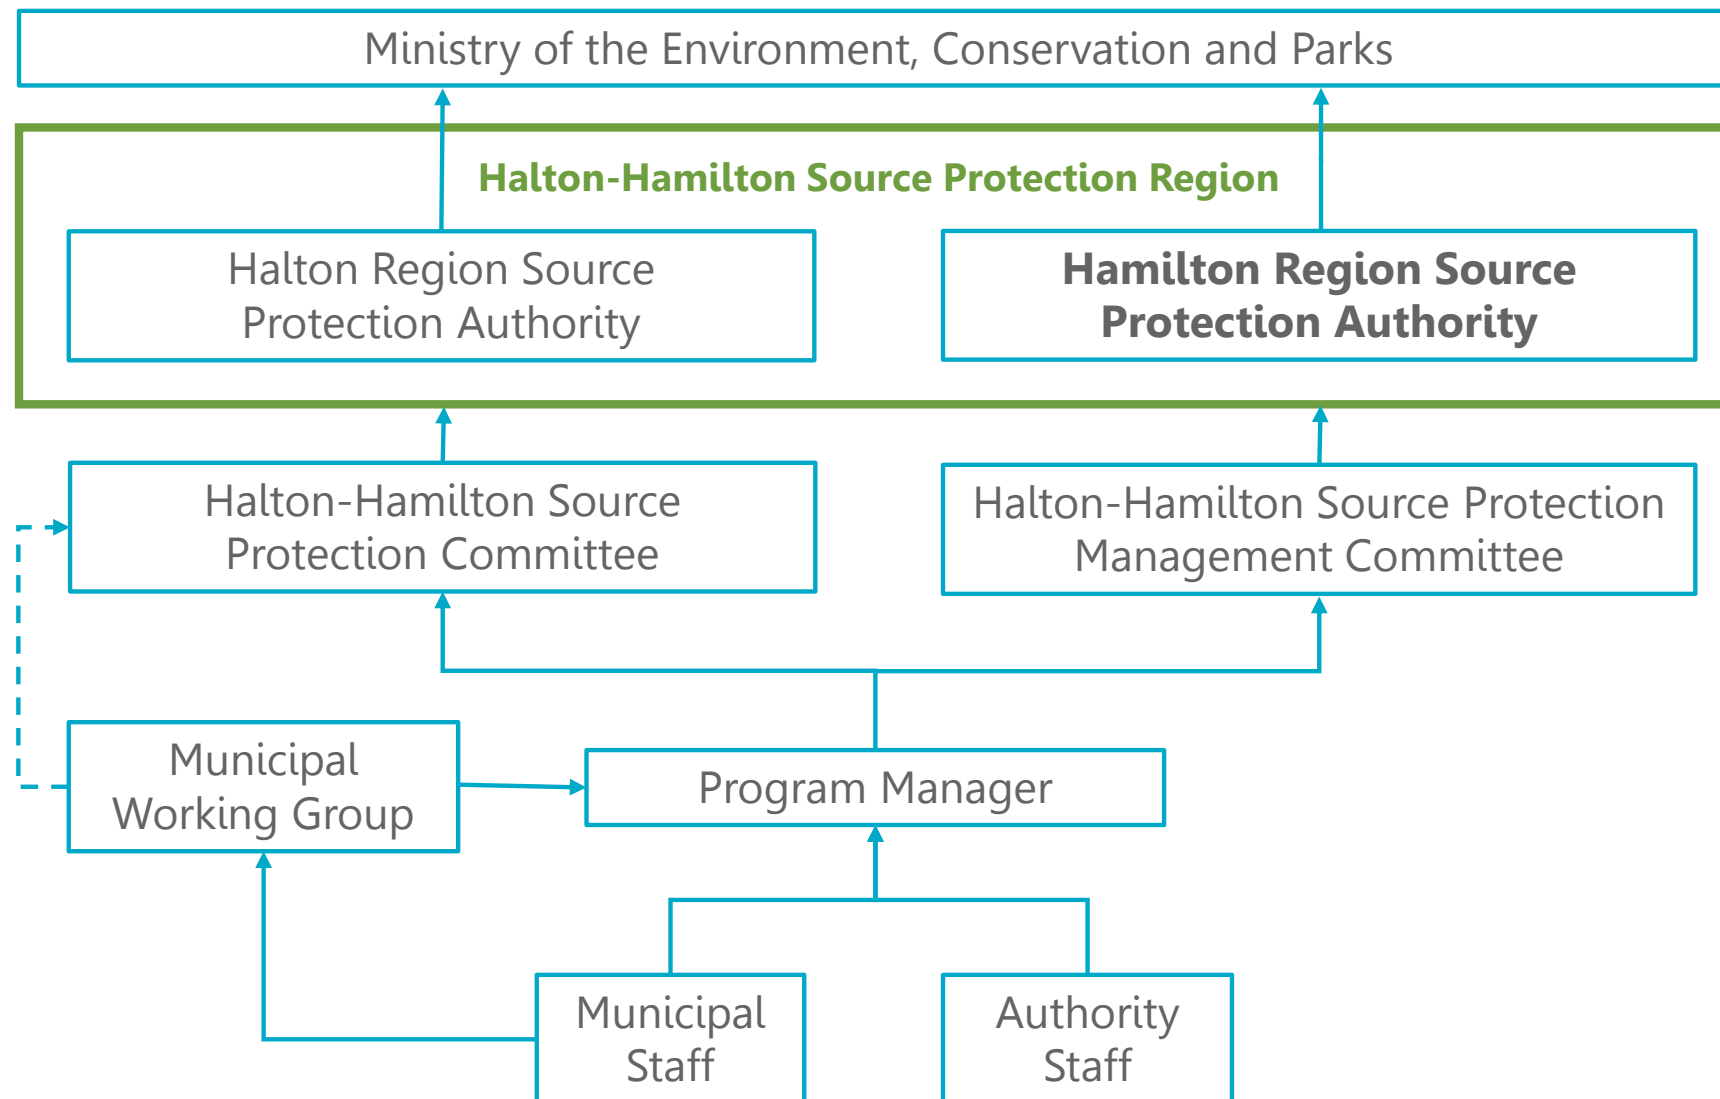 Ministry of the Environment, Conservation and Parks
Halton-Hamilton Source Protection Region
Halton Region Source
Protection Authority
Hamilton Region Source
Protection Authority
Halton-Hamilton Source
Protection Committee
Halton-Hamilton Source Protection
Management Committee
Municipal
Working Group
Program Manager
Municipal
Staff
Authority
Staff